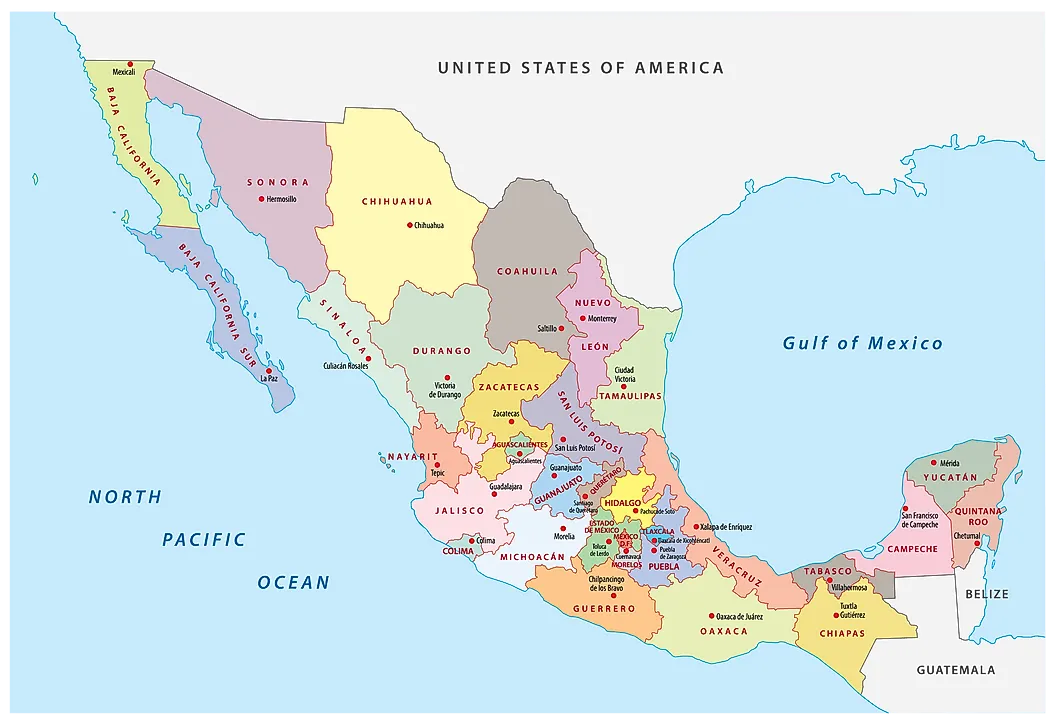 UNITED STATES OF AMERICA
Mexicali
BAJA CALIFORNIA
SONORA
Hermosillo
CHIHUAHUA
Chihuahua
BAJA CALIFORNIA SUR
La Paz
COAHUILA
Saltillo
NUEVO
LEÓN
Monterrey
SINALOA
Culiacán Rosales
DURANGO
Victoria
de Durango
ZACATECAS
Zacatecas
Ciudad
Victoria
TAMAULIPAS
SAN LUIS POTOSÍ
San Luis Potosí
Gulf of Mexico
NAYARIT
Tepic
AGUASCALIENTES
Aguascalientes
Guanajuato
GUANAJUATO
QUERÉTARO
Santiago
de Querétaro
Guadalajara
JALISCO
HIDALGO
Pachuca de Soto
Colima
COLIMA
Morelia
MICHOACÁN
ESTADO
DE MÉXICO
Toluca
de Lerdo
MÉXICO
D.F.
Cuernavaca
MORELOS
TLAXCALA
Tlaxcala de Xicohténcatl
Puebla
de Zaragoza
PUEBLA
Xalapa de Enríquez
VERACRUZ
Chilpancingo
de los Bravo
GUERRERO
Oaxaca de Juárez
OAXACA
TABASCO
Villahermosa
Tuxtla
Gutiérrez
CHIAPAS
Mérida
YUCATÁN
San Francisco
de Campeche
CAMPECHE
QUINTANA
ROO
Chetumal
BELIZE
GUATEMALA
NORTH
PACIFIC
OCEAN